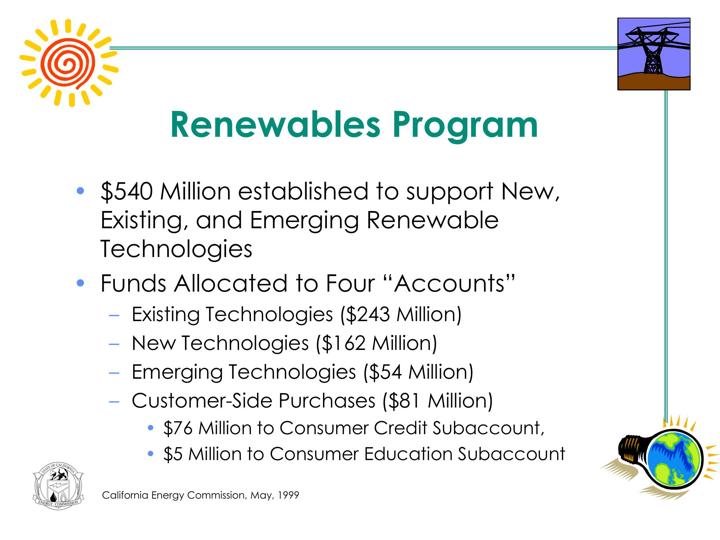 Renewables Program
• $540 Million established to support New,
Existing, and Emerging Renewable
Technologies
• Funds Allocated to Four “Accounts”
– Existing Technologies ($243 Million)
– New Technologies ($162 Million)
– Emerging Technologies ($54 Million)
– Customer-Side Purchases ($81 Million)
• $76 Million to Consumer Credit Subaccount,
• $5 Million to Consumer Education Subaccount
California Energy Commission, May, 1999